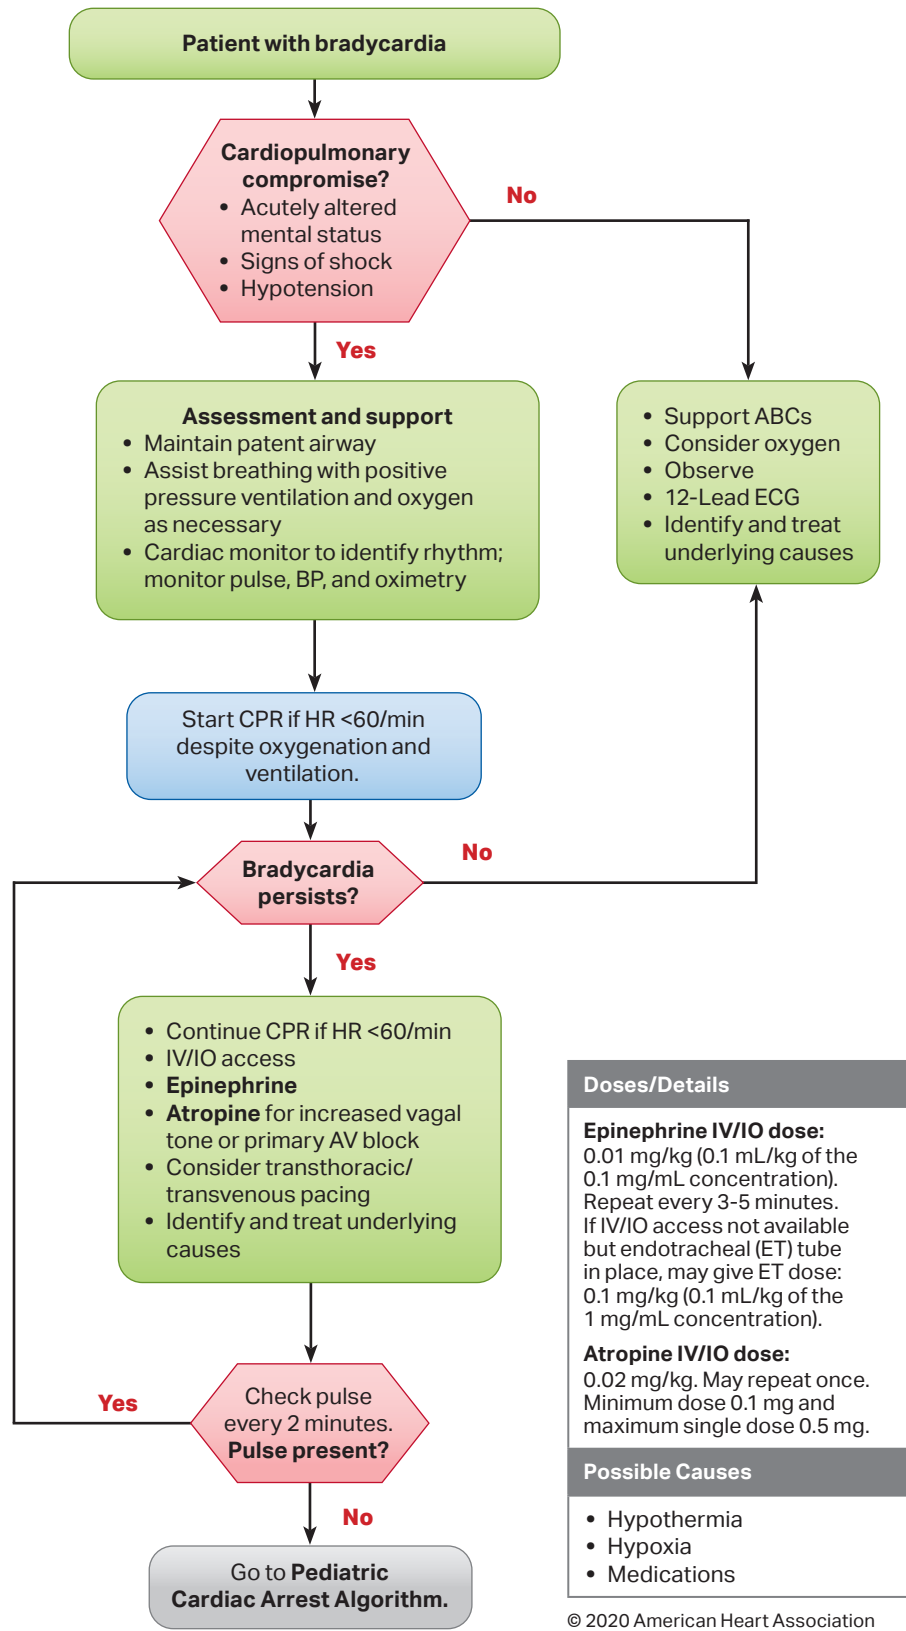 Patient with bradycardia
Cardiopulmonary
compromise?
• Acutely altered
mental status
• Signs of shock
• Hypotension
No
Yes
Assessment and support
• Maintain patent airway
• Assist breathing with positive
pressure ventilation and oxygen
as necessary
• Cardiac monitor to identify rhythm;
monitor pulse, BP, and oximetry
• Support ABCs
• Consider oxygen
• Observe
• 12-Lead ECG
• Identify and treat
underlying causes
Start CPR if HR <60/min
despite oxygenation and
ventilation.
Bradycardia
persists?
No
Yes
• Continue CPR if HR <60/min
• IV/IO access
• Epinephrine
• Atropine for increased vagal
tone or primary AV block
• Consider transthoracic/
transvenous pacing
• Identify and treat underlying
causes
Check pulse
every 2 minutes.
Pulse present?
Yes
No
Go to Pediatric
Cardiac Arrest Algorithm.
Doses/Details
Epinephrine IV/IO dose:
0.01 mg/kg (0.1 mL/kg of the
0.1 mg/mL concentration).
Repeat every 3-5 minutes.
If IV/IO access not available
but endotracheal (ET) tube
in place, may give ET dose:
0.1 mg/kg (0.1 mL/kg of the
1 mg/mL concentration).
Atropine IV/IO dose:
0.02 mg/kg. May repeat once.
Minimum dose 0.1 mg and
maximum single dose 0.5 mg.
Possible Causes
• Hypothermia
• Hypoxia
• Medications
© 2020 American Heart Association